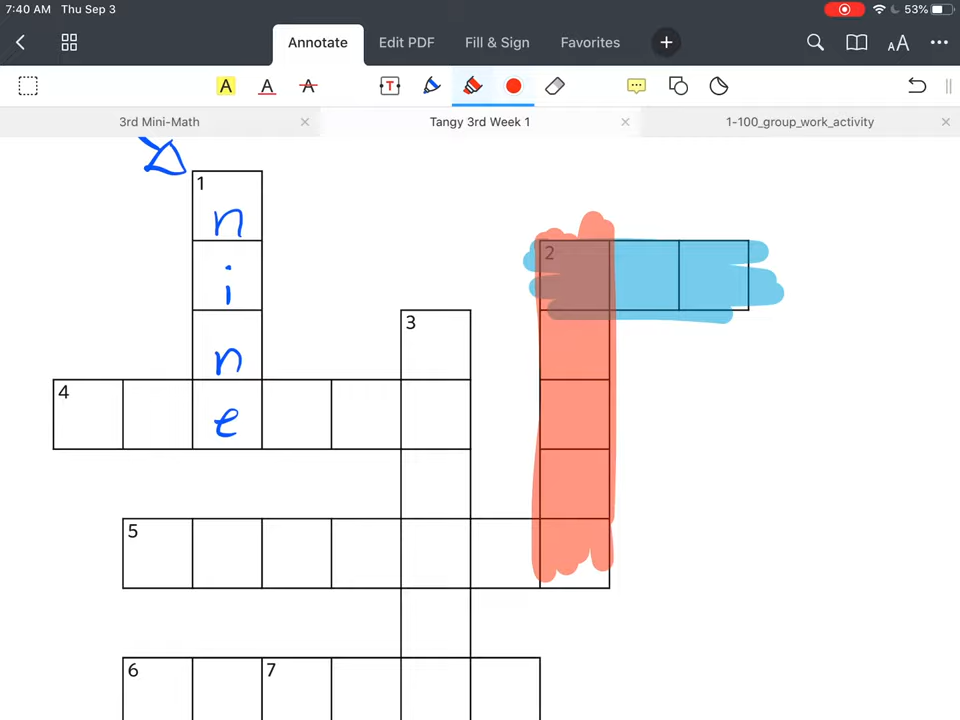 7:40 AM Thu Sep 3
53%
Annotate
Edit PDF
Fill & Sign
Favorites
AA
A
A
A
T
3rd Mini-Math
Tangy 3rd Week 1
1-100_group_work_activity
1
n
2
i
3
n
4
e
5
6
7